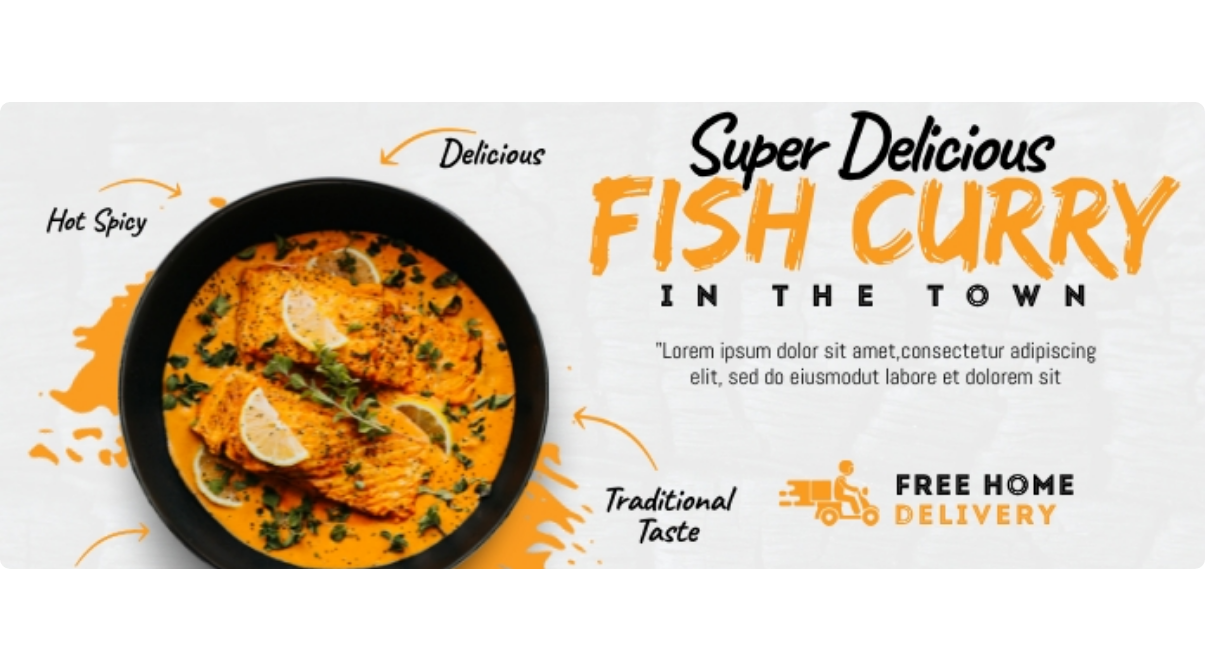 Super Delicious
FISH CURRY
IN THE TOWN
Delicious
Hot Spicy
"Lorem ipsum dolor sit amet,consectetur adipiscing
elit, sed do eiusmodut labore et dolorem sit
Traditional
Taste
FREE HOME
DELIVERY